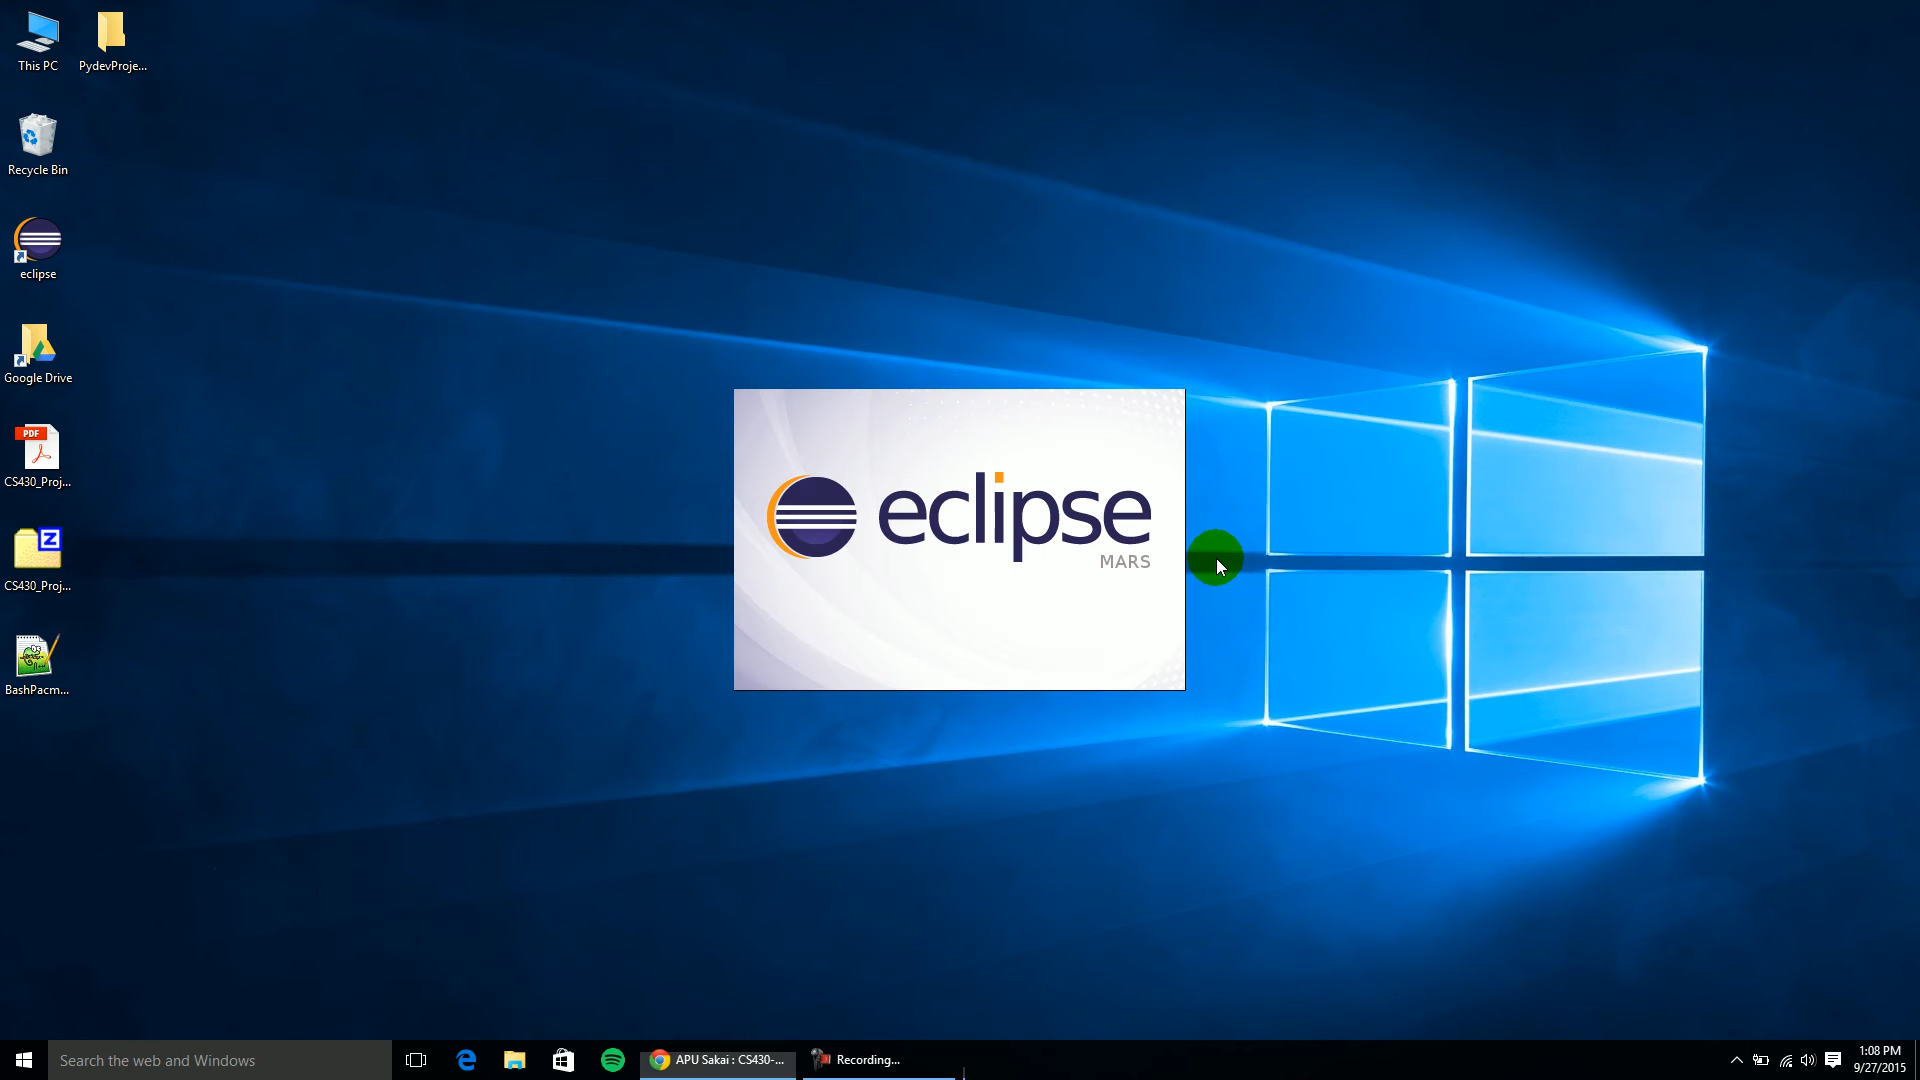 This PC
PydevProje...
Recycle Bin
eclipse
Google Drive
PDF
CS430_Proj...
Z
CS430_Proj...
BashPacm...
eclipse
MARS
Search the web and Windows
APU Sakai : CS430-...
Recording...
1:08 PM
9/27/2015